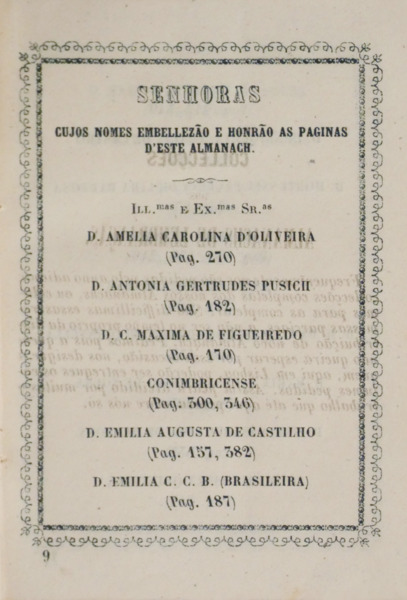 SENHORAS
CUJOS NOMES EMBELLEZÃO E HONRÃO AS PAGINAS
D'ESTE ALMANACH.
ILL.mas E EX.mas SR.as
D. AMELIA CAROLINA D'OLIVEIRA
(Pag. 270)
D. ANTONIA GERTRUDES PUSICH
(Pag. 182)
D. C. MAXIMA DE FIGUEIREDO
(Pag. 170)
CONIMBRICENSE
(Pag. 300, 346)
D. EMILIA AUGUSTA DE CASTILHO
(Pag. 157, 382)
D. EMILIA C. C. B. (BRASILEIRA)
(Pag. 187)
9